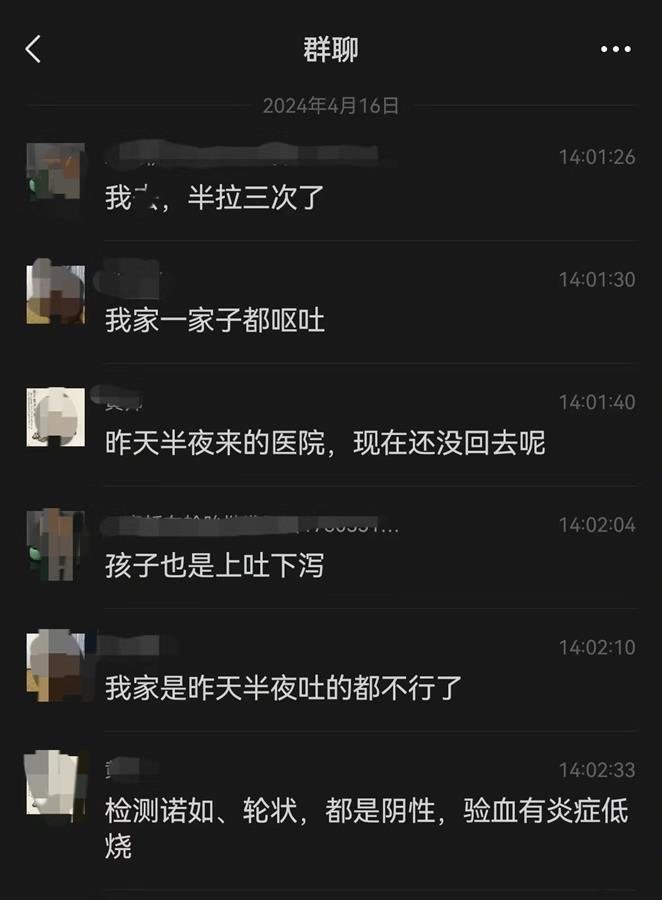 群聊
2024年4月16日
14:01:26
我 ，半拉三次了
14:01:30
我家一家子都呕吐
14:01:40
昨天半夜来的医院，现在还没回去呢
14:02:04
孩子也是上吐下泻
14:02:10
我家是昨天半夜吐的都不行了
14:02:33
检测诺如、轮状，都是阴性，验血有炎症低
烧